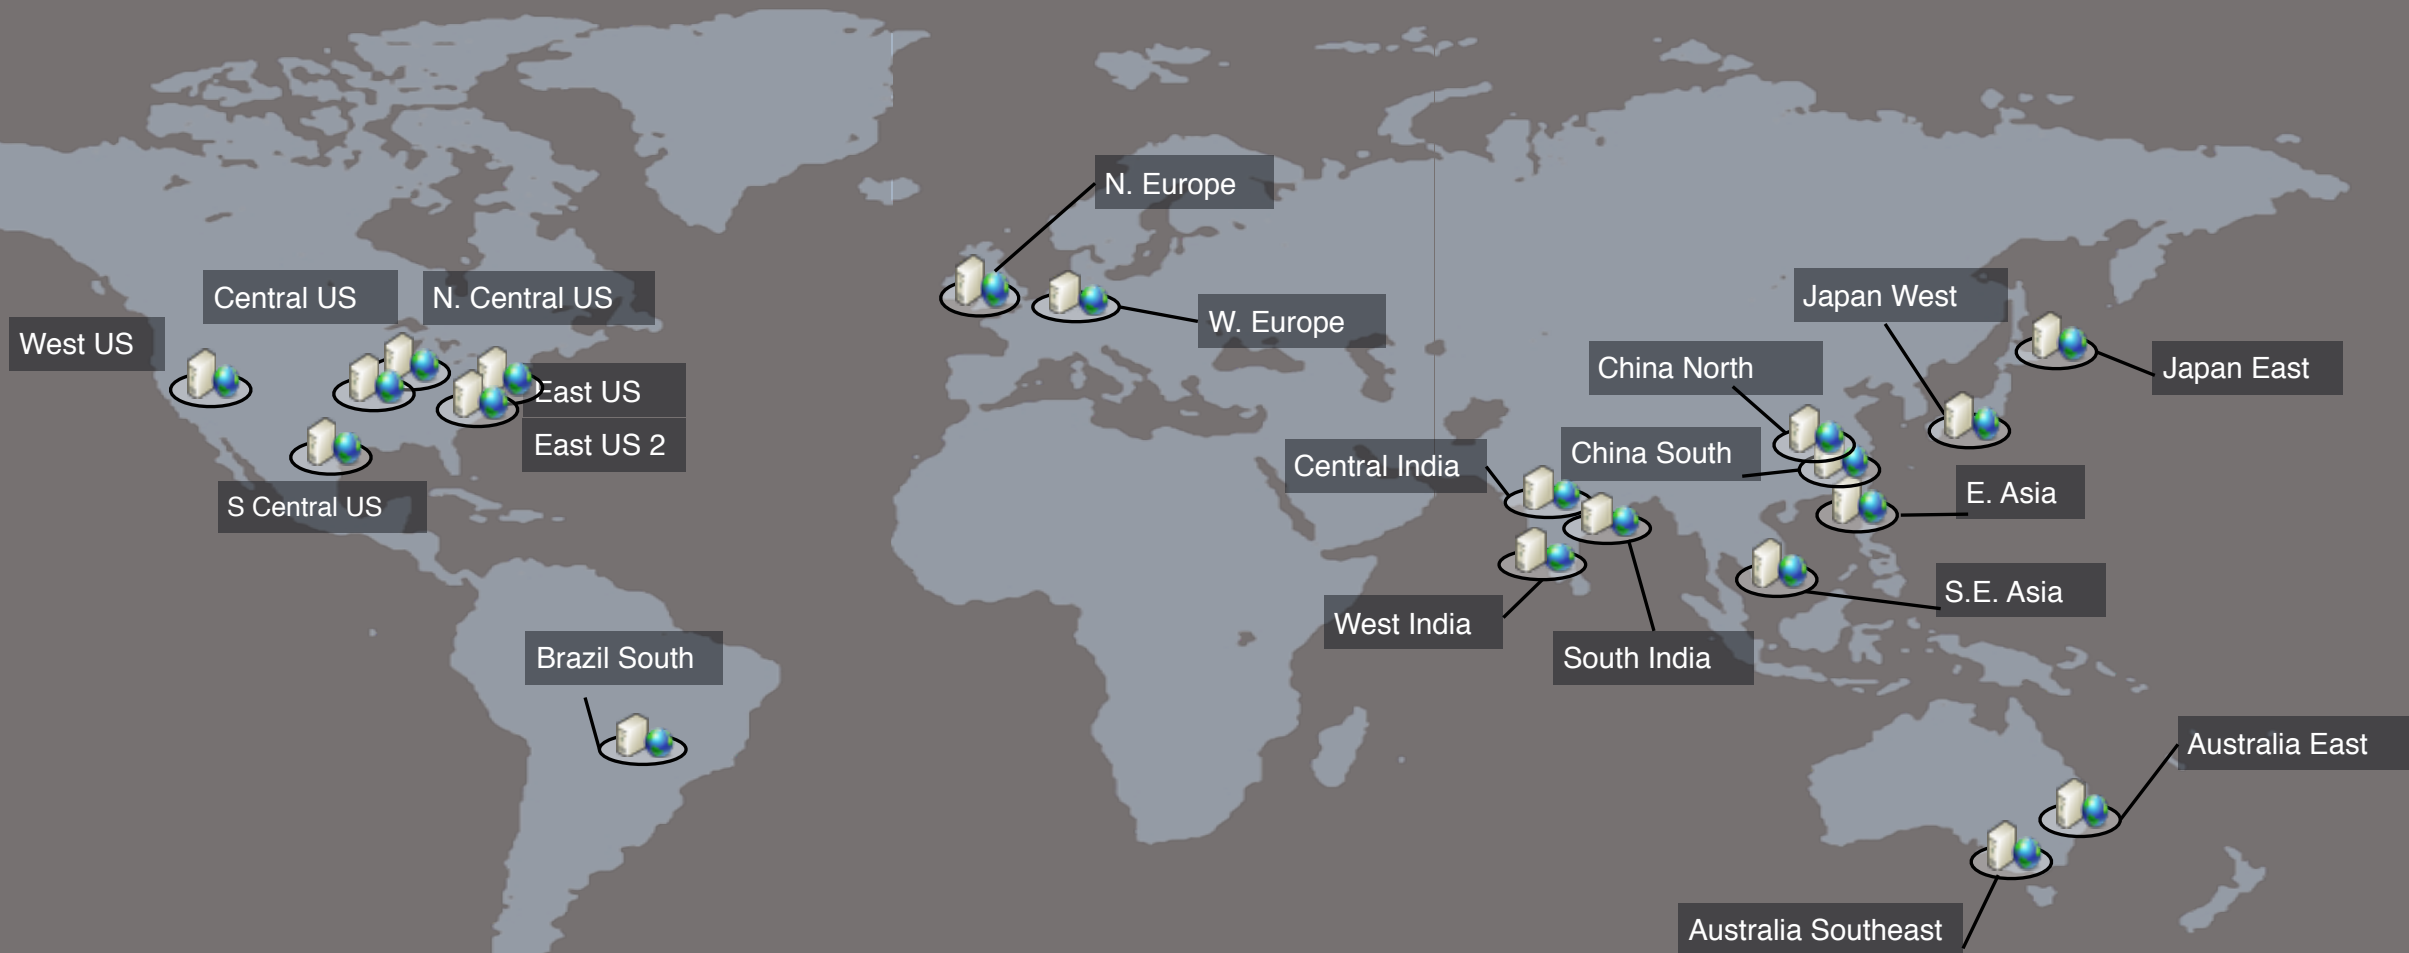 N. Europe
Central US
N. Central US
Japan West
West US
W. Europe
China North
Japan East
East US
East US 2
Central India
China South
E. Asia
S Central US
S.E. Asia
West India
Brazil South
South India
Australia East
Australia Southeast